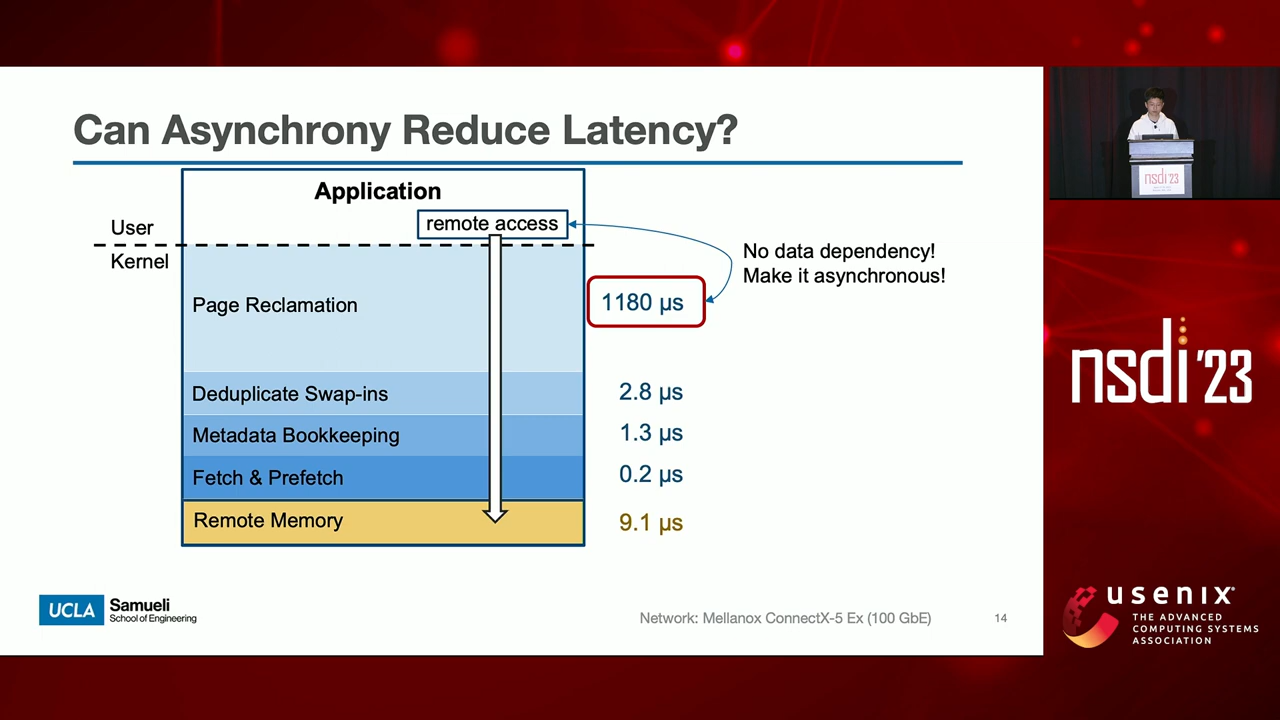 Can Asynchrony Reduce Latency?
Application
User
remote access
Kernel
No data dependency!
Make it asynchronous!
Page Reclamation
1180 µs
Deduplicate Swap-ins
2.8 µs
Metadata Bookkeeping
1.3 µs
Fetch & Prefetch
0.2 µs
Remote Memory
9.1 µs
UCLA
Samueli
School of Engineering
Network: Mellanox ConnectX-5 Ex (100 GbE)
14
nsdi'23
nsdi'23
usenix®
THE ADVANCED
COMPUTING SYSTEMS
ASSOCIATION